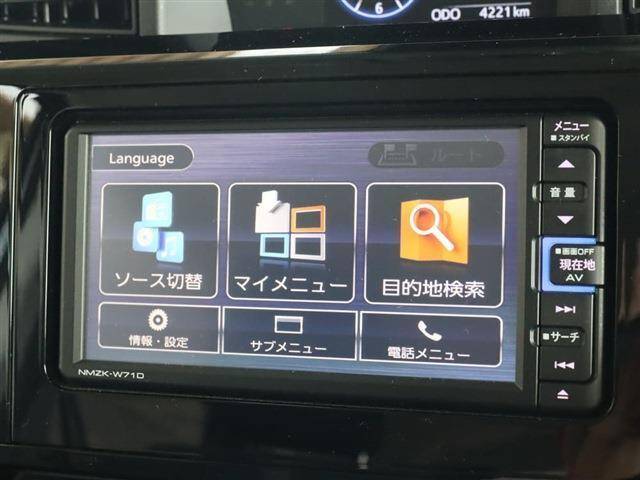 6
ODO 4221km
メニュー
■スタンバイ
Language
ルート
音量
■画面OFF
現在地
AV
ソース切替
マイメニュー
目的地検索
■サーチ
情報・設定
サブメニュー
電話メニュー
NMZK-W71D